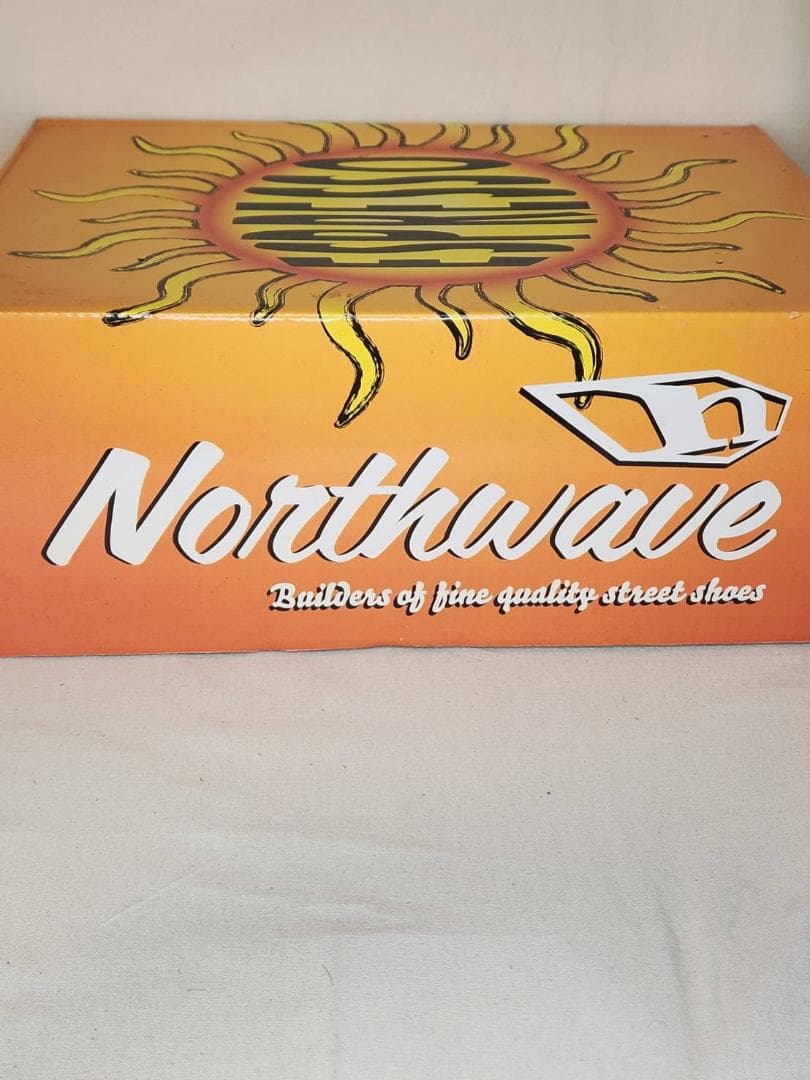 n
Northwave
Builders of fine quality street shoes